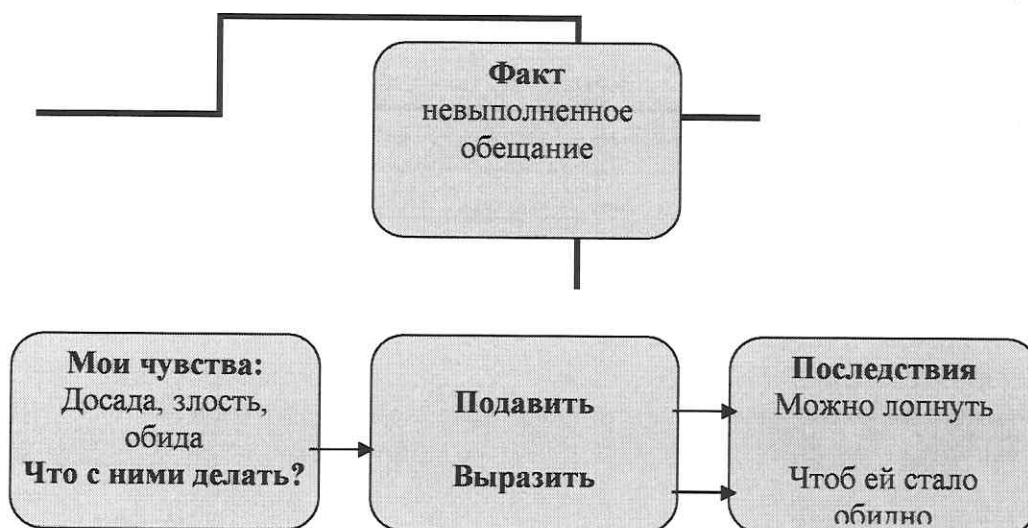 Факт
невыполненное
обещание
Мои чувства:
Досада, злость,
обида
Что с ними делать?
Подавить
Выразить
Последствия
Можно лопнуть
Чтоб ей стало
обидно